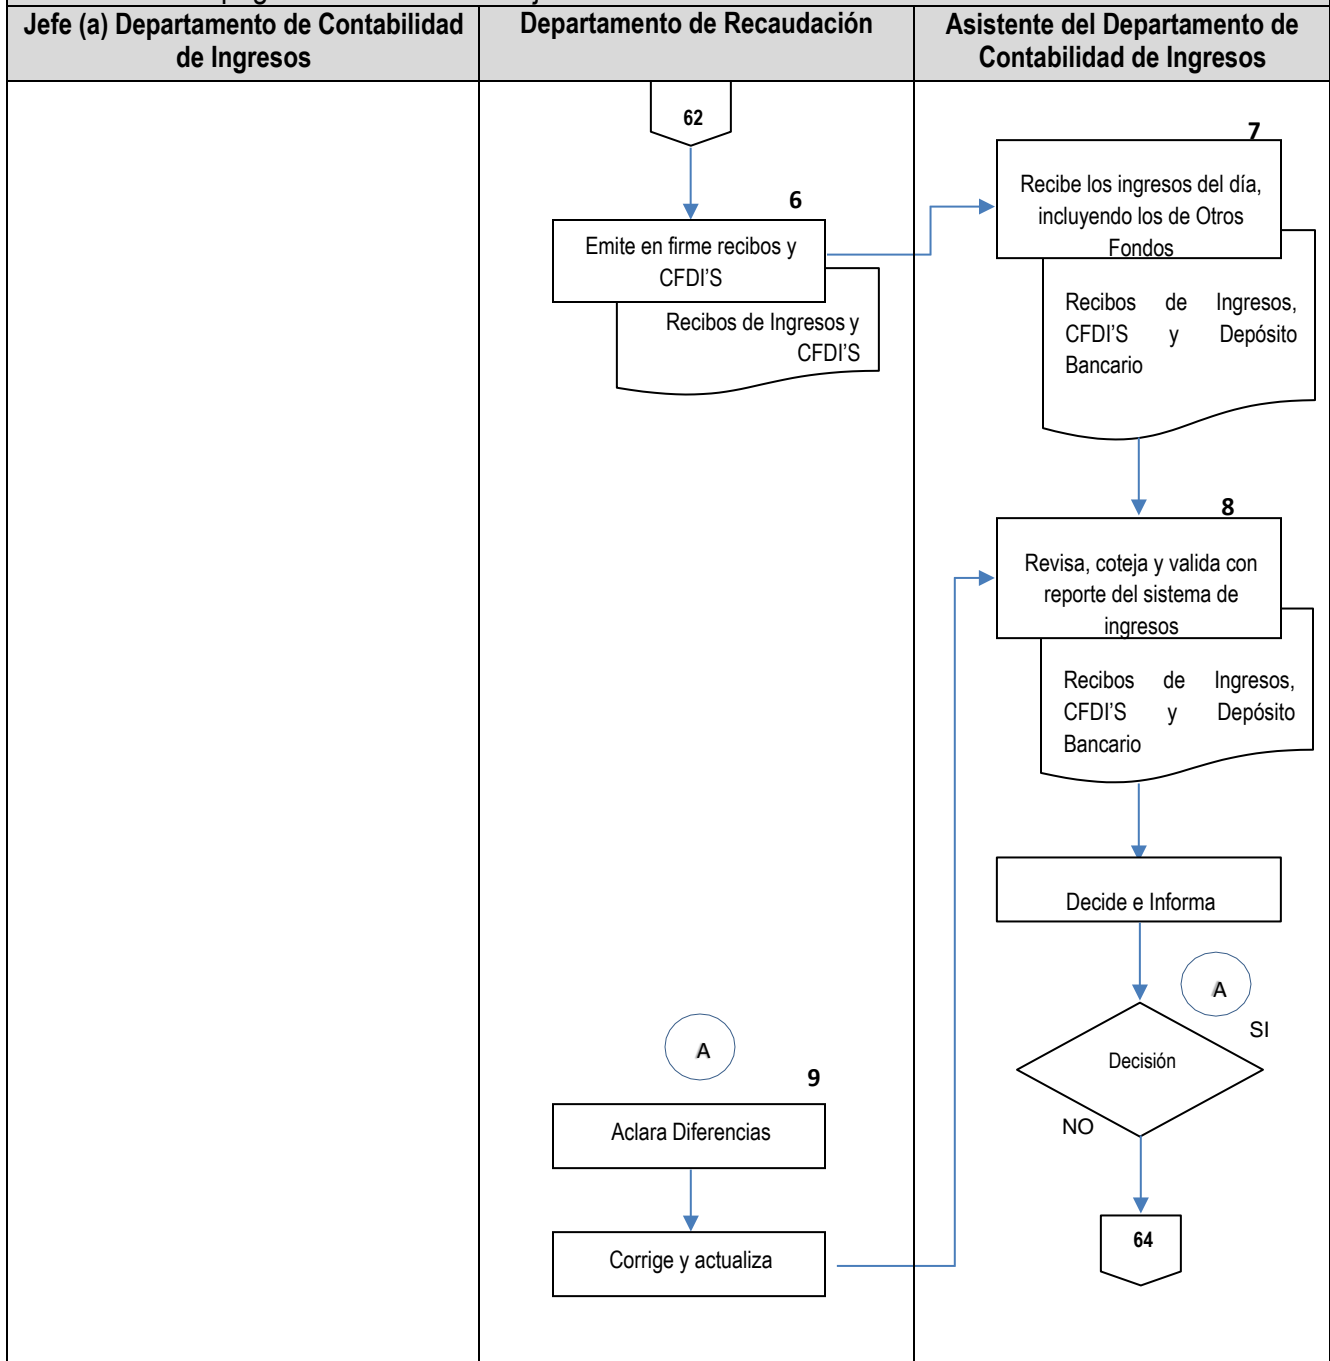 Jefe (a) Departamento de Contabilidad
de Ingresos
Departamento de Recaudación
Asistente del Departamento de
Contabilidad de Ingresos
62
6
Emite en firme recibos y
CFDI'S
Recibos de Ingresos y
CFDI'S
7
Recibe los ingresos del día,
incluyendo los de Otros
Fondos
Recibos de Ingresos,
CFDI'S y Depósito
Bancario
8
Revisa, coteja y valida con
reporte del sistema de
ingresos
Recibos de Ingresos,
CFDI'S y Depósito
Bancario
Decide e Informa
A
SI
Decisión
NO
64
A
9
Aclara Diferencias
Corrige y actualiza